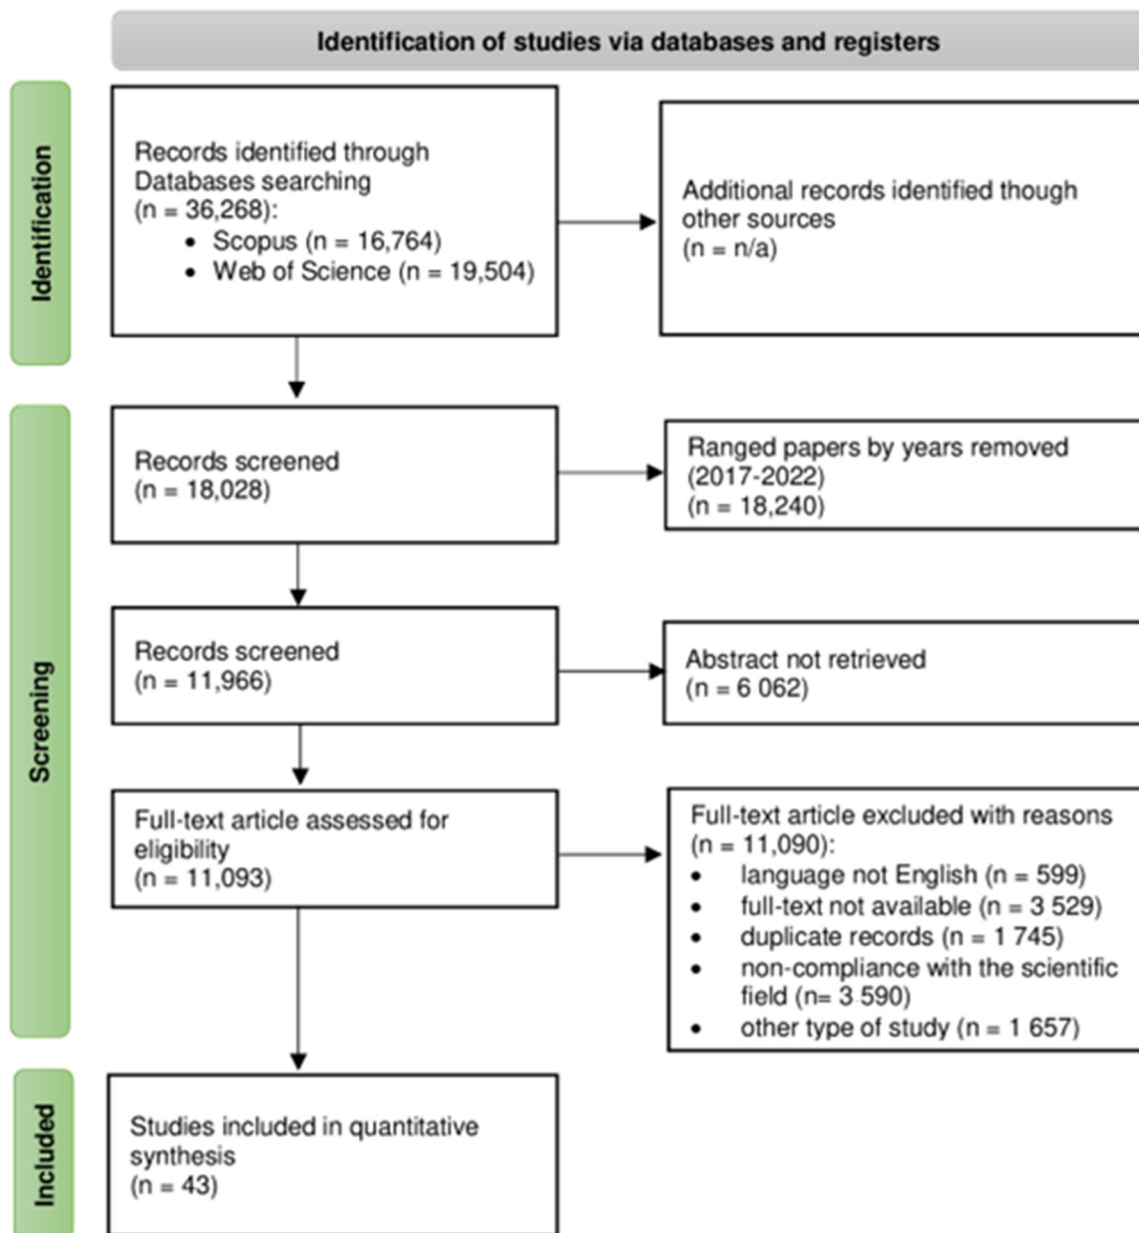 Identification of studies via databases and registers
Identification
Records identified through
Databases searching
(n = 36,268):
• Scopus (n = 16,764)
• Web of Science (n = 19,504)
Additional records identified though
other sources
(n = n/a)
Screening
Records screened
(n = 18,028)
Ranged papers by years removed
(2017-2022)
(n = 18,240)
Records screened
(n = 11,966)
Abstract not retrieved
(n = 6 062)
Full-text article assessed for
eligibility
(n = 11,093)
Full-text article excluded with reasons
(n = 11,090):
• language not English (n = 599)
• full-text not available (n = 3 529)
• duplicate records (n = 1 745)
• non-compliance with the scientific
field (n= 3 590)
• other type of study (n = 1 657)
Included
Studies included in quantitative
synthesis
(n = 43)